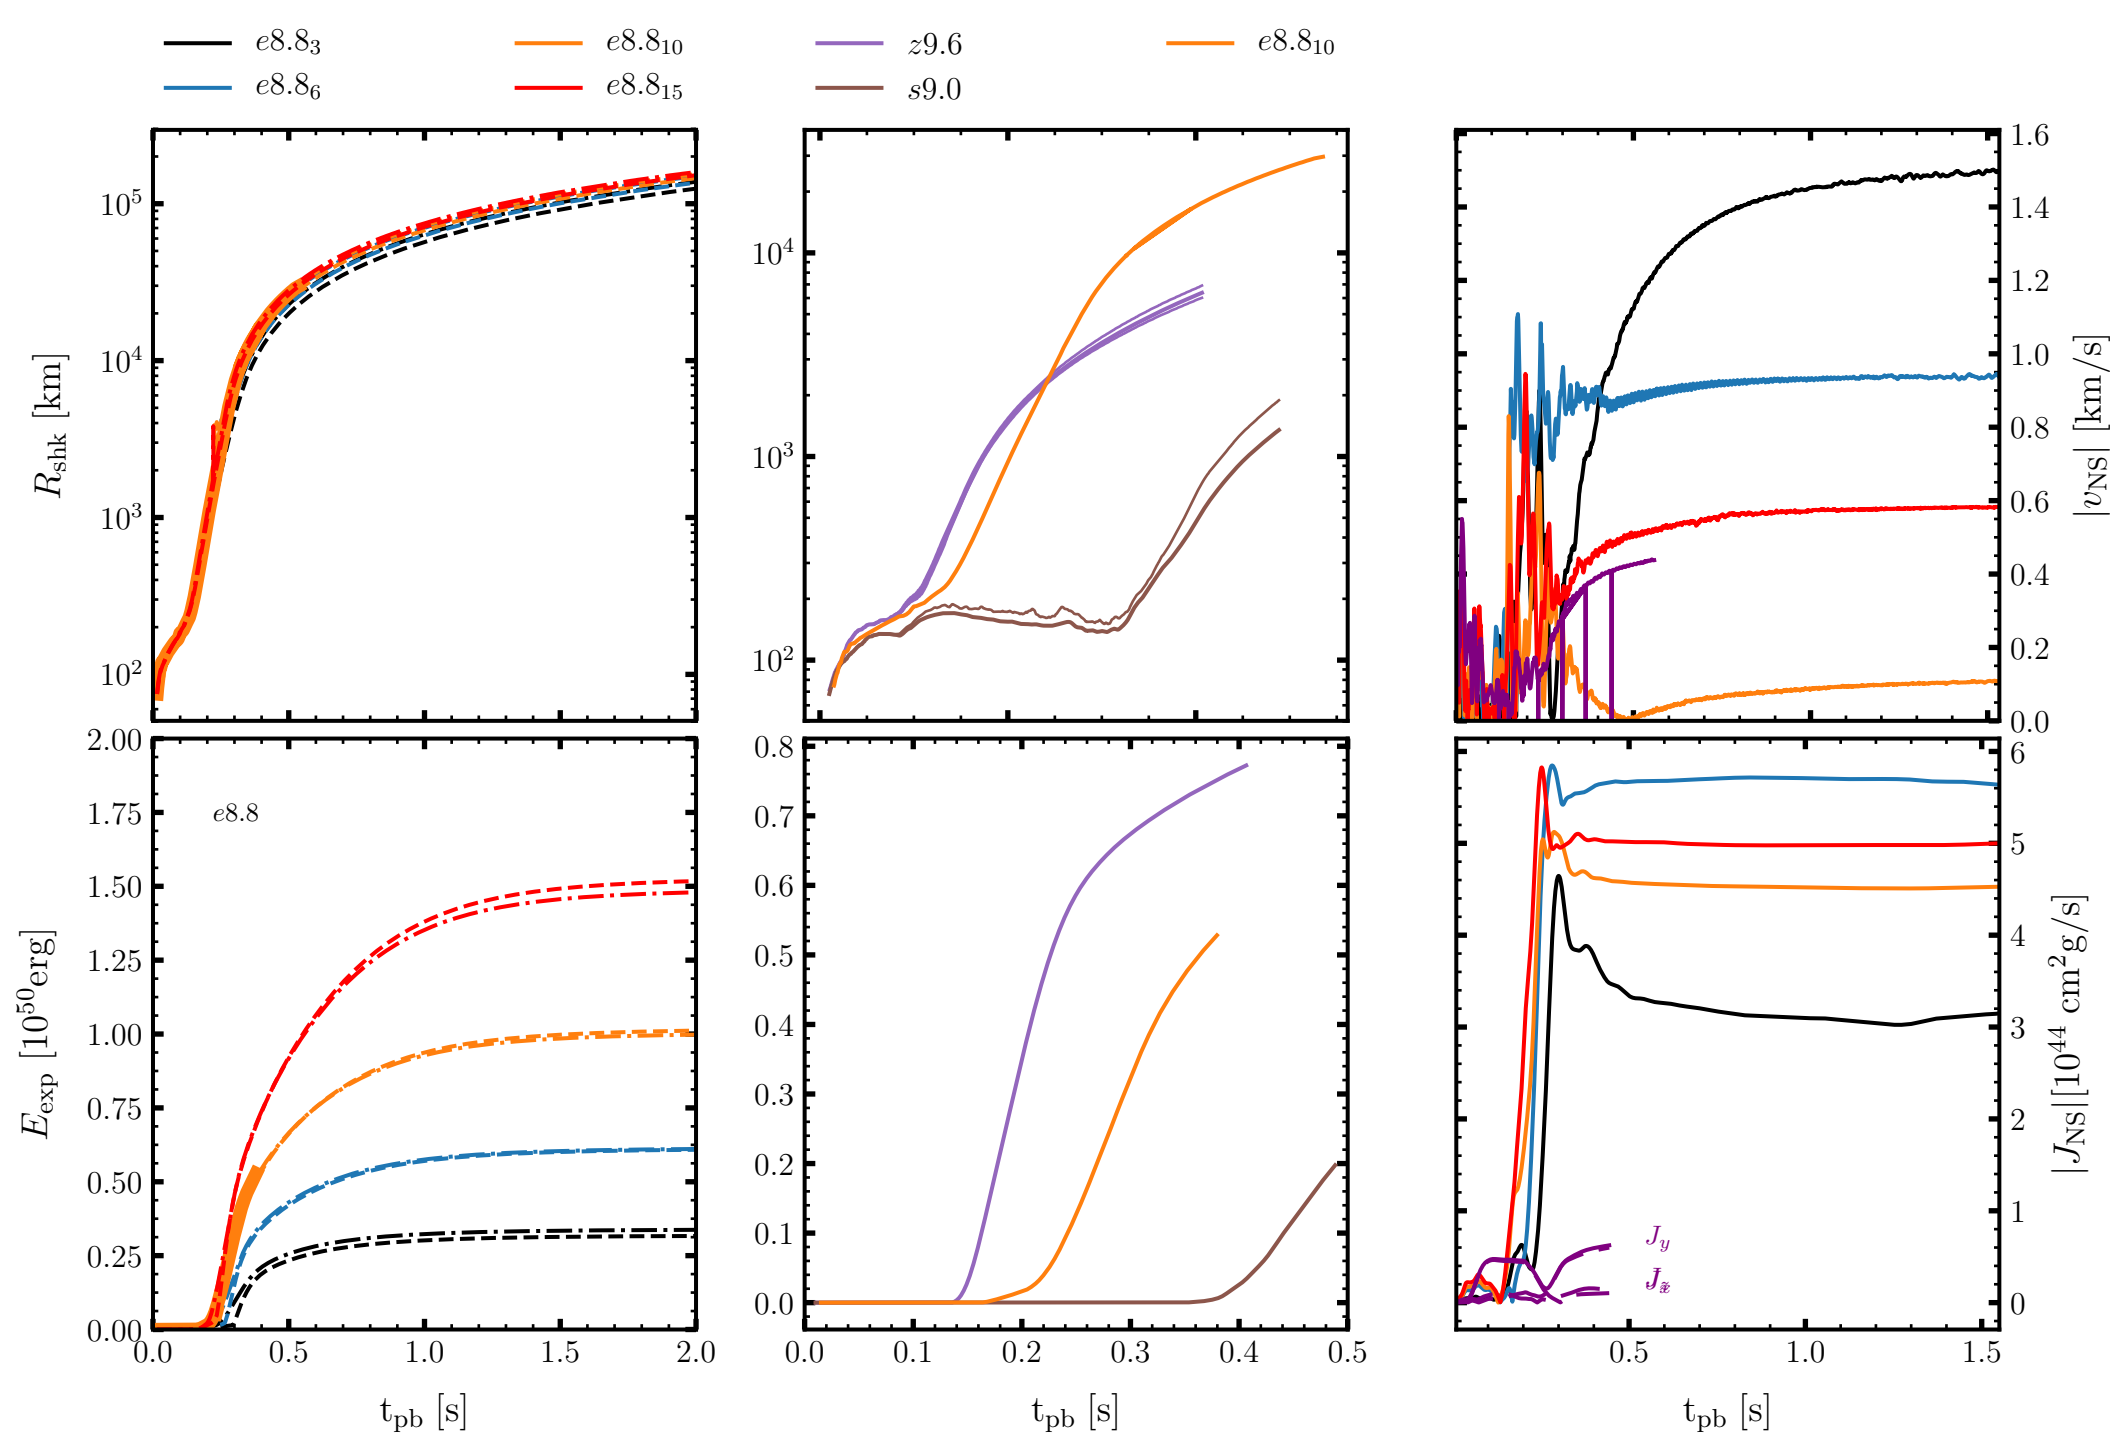 e8.8₃
e8.8₆
e8.8₁₀
e8.8₁₅
z9.6
s9.0
e8.8₁₀
R_shk [km]
10⁵
10⁴
10³
10²
10⁴
10³
10²
1.6
1.4
1.2
1.0
0.8
0.6
0.4
0.2
0.0
|v_NS| [km/s]
E_exp [10⁵⁰erg]
2.00
1.75
1.50
1.25
1.00
0.75
0.50
0.25
0.00
e8.8
0.0 0.5 1.0 1.5 2.0
t_pb [s]
0.8
0.7
0.6
0.5
0.4
0.3
0.2
0.1
0.0
0.0 0.1 0.2 0.3 0.4 0.5
t_pb [s]
6
5
4
3
2
1
0
|J_NS|[10⁴⁴ cm²g/s]
J_y
0.5 1.0 1.5
t_pb [s]